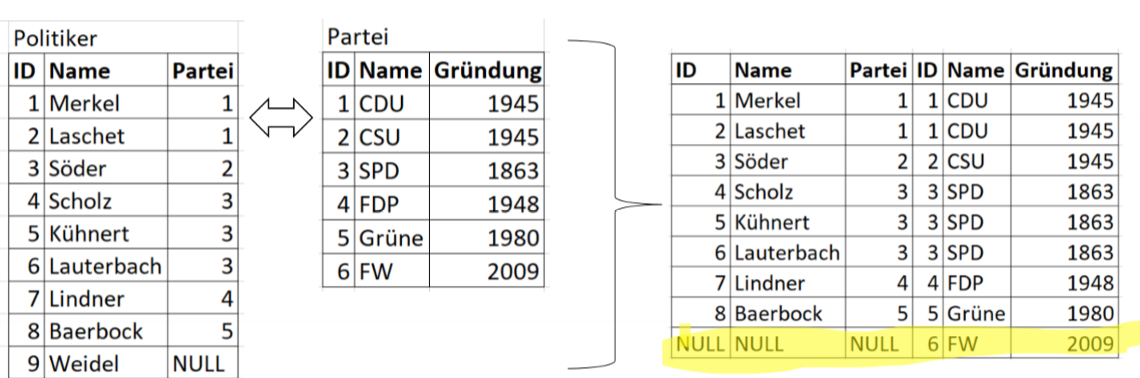 Politiker
ID Name Partei
1 Merkel 1
2 Laschet 1
3 Söder 2
4 Scholz 3
5 Kühnert 3
6 Lauterbach 3
7 Lindner 4
8 Baerbock 5
9 Weidel NULL
Partei
ID Name Gründung
1 CDU 1945
2 CSU 1945
3 SPD 1863
4 FDP 1948
5 Grüne 1980
6 FW 2009
ID Name Partei ID Name Gründung
1 Merkel 1 1 CDU 1945
2 Laschet 1 1 CDU 1945
3 Söder 2 2 CSU 1945
4 Scholz 3 3 SPD 1863
5 Kühnert 3 3 SPD 1863
6 Lauterbach 3 3 SPD 1863
7 Lindner 4 4 FDP 1948
8 Baerbock 5 5 Grüne 1980
NULL NULL NULL 6 FW 2009